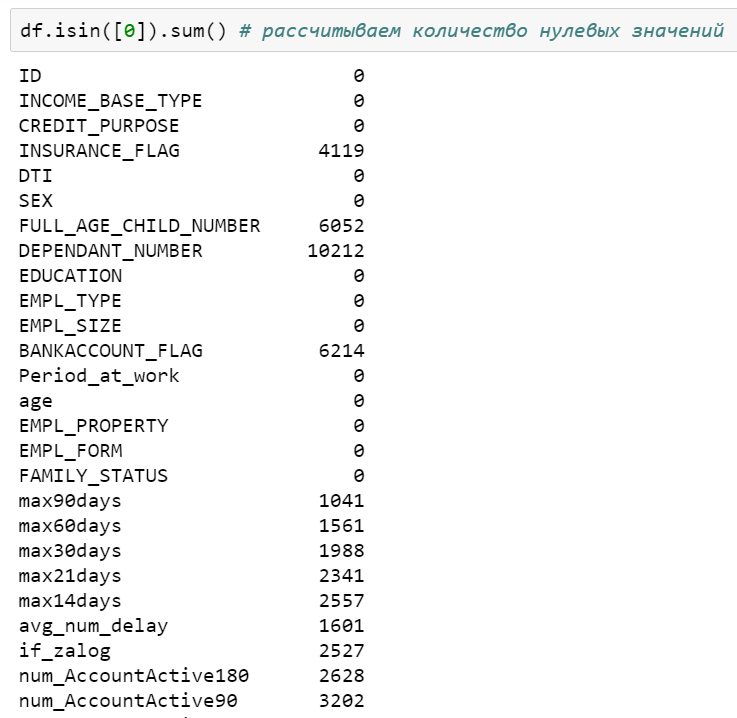 df.isin([0]).sum() # рассчитываем количество нулевых значений
ID 0
INCOME_BASE_TYPE 0
CREDIT_PURPOSE 0
INSURANCE_FLAG 4119
DTI 0
SEX 0
FULL_AGE_CHILD_NUMBER 6052
DEPENDANT_NUMBER 10212
EDUCATION 0
EMPL_TYPE 0
EMPL_SIZE 0
BANKACCOUNT_FLAG 6214
Period_at_work 0
age 0
EMPL_PROPERTY 0
EMPL_FORM 0
FAMILY_STATUS 0
max90days 1041
max60days 1561
max30days 1988
max21days 2341
max14days 2557
avg_num_delay 1601
if_zalog 2527
num_AccountActive180 2628
num_AccountActive90 3202